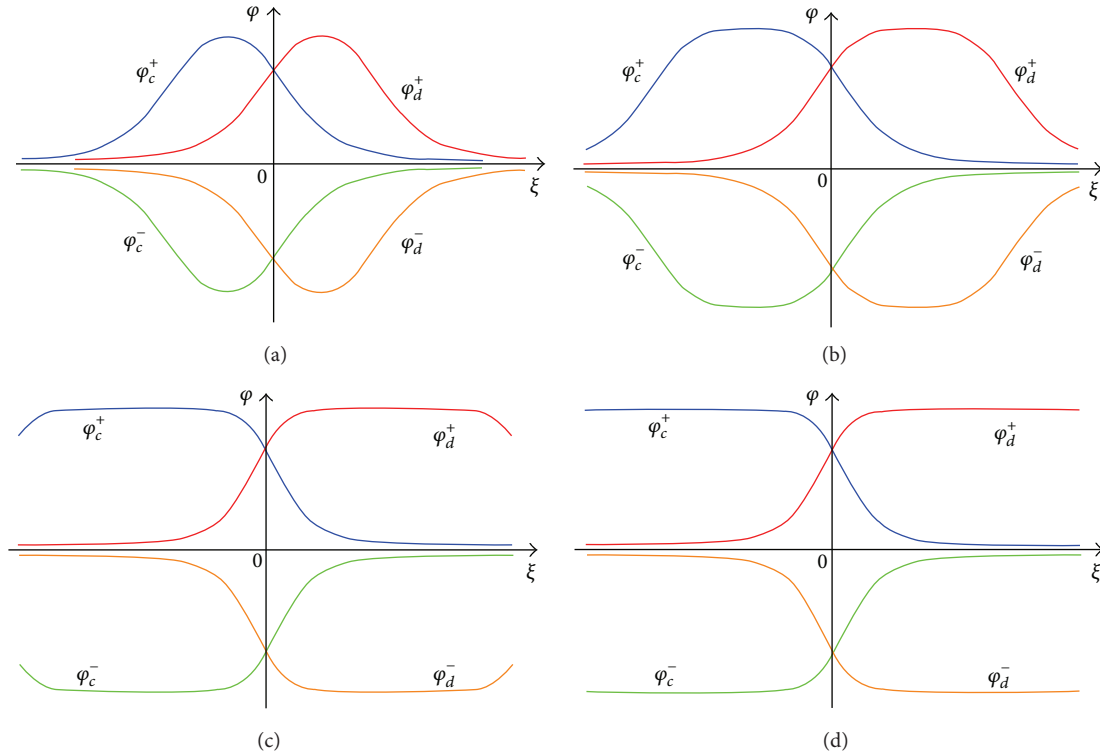 φ
φ
φ_c^+
φ_d^+
φ_c^+
φ_d^+
0
ξ
0
ξ
φ_c^-
φ_d^-
φ_c^-
φ_d^-
(a)
(b)
φ
φ
φ_c^+
φ_d^+
φ_c^+
φ_d^+
0
ξ
0
ξ
φ_c^-
φ_d^-
φ_c^-
φ_d^-
(c)
(d)